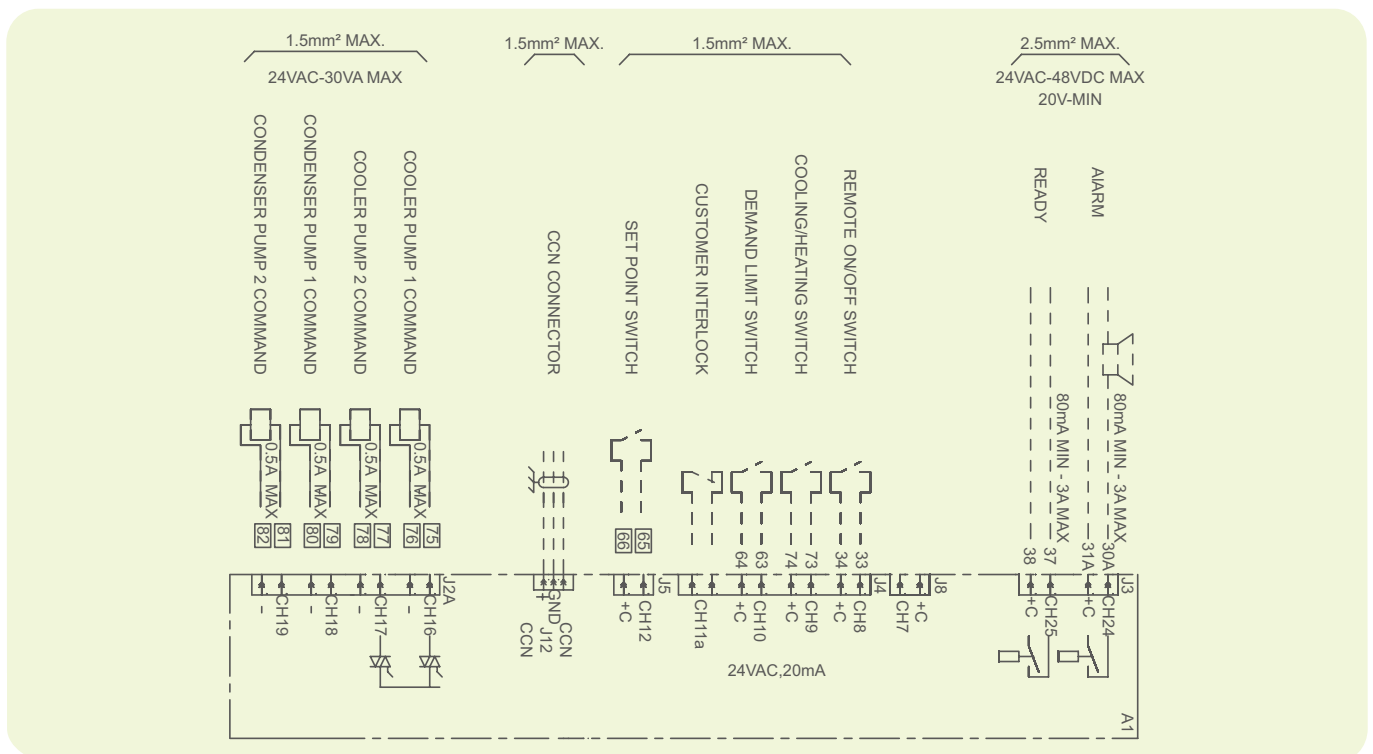 1.5mm² MAX.
1.5mm² MAX.
1.5mm² MAX.
2.5mm² MAX.
24VAC-30VA MAX
24VAC-48VDC MAX
20V-MIN
CONDENSER PUMP 2 COMMAND
CONDENSER PUMP 1 COMMAND
COOLER PUMP 2 COMMAND
COOLER PUMP 1 COMMAND
CCN CONNECTOR
SET POINT SWITCH
CUSTOMER INTERLOCK
DEMAND LIMIT SWITCH
COOLING/HEATING SWITCH
REMOTE ON/OFF SWITCH
READY
AlARM
0.5A MAX
0.5A MAX
0.5A MAX
0.5A MAX
80mA MIN - 3A MAX
80mA MIN - 3A MAX
82
81
80
79
78
77
76
75
66
65
64
63
74
73
34
33
38
37
31A
30A
J2A
J5
J4
J8
J3
-
CH19
-
CH18
-
CH17
-
CH16
+
GND
J12
CCN
CCN
+C
CH12
CH11a
+C
CH10
+C
CH9
+C
CH8
CH7
+C
+C
CH25
+C
CH24
24VAC,20mA
A1